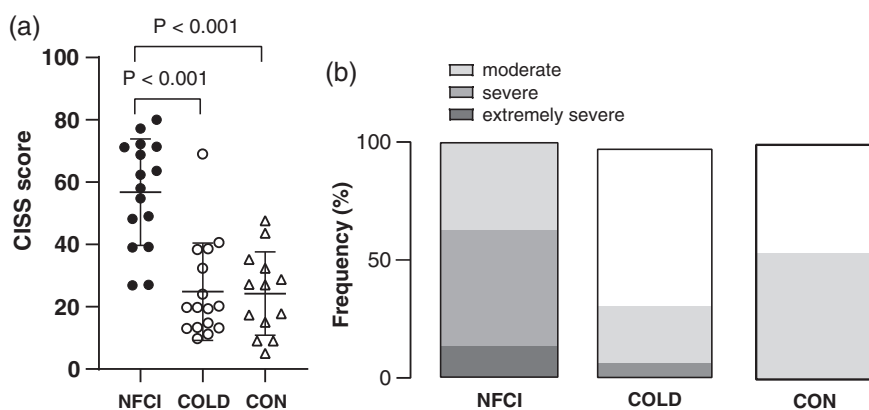 (a)
P < 0.001
P < 0.001
CISS score
100
80
60
40
20
0
NFCI COLD CON
(b)
moderate
severe
extremely severe
Frequency (%)
100
50
0
NFCI COLD CON